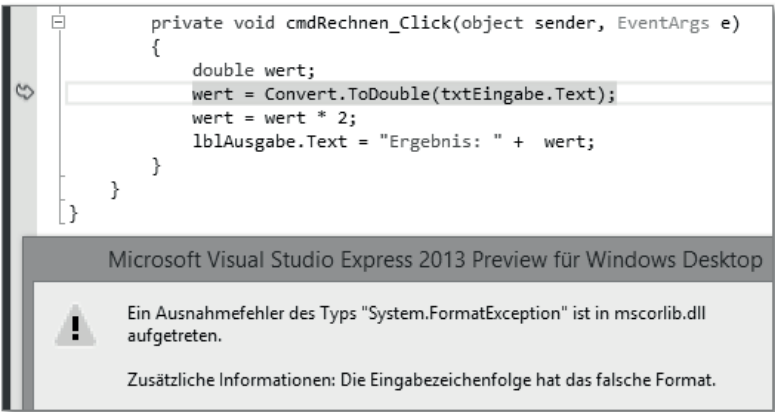 private void cmdRechnen_Click(object sender, EventArgs e)
{
double wert;
wert = Convert.ToDouble(txtEingabe.Text);
wert = wert * 2;
lblAusgabe.Text = "Ergebnis: " +  wert;
}
}
}
Microsoft Visual Studio Express 2013 Preview für Windows Desktop
Ein Ausnahmefehler des Typs "System.FormatException" ist in mscorlib.dll
aufgetreten.
Zusätzliche Informationen: Die Eingabezeichenfolge hat das falsche Format.